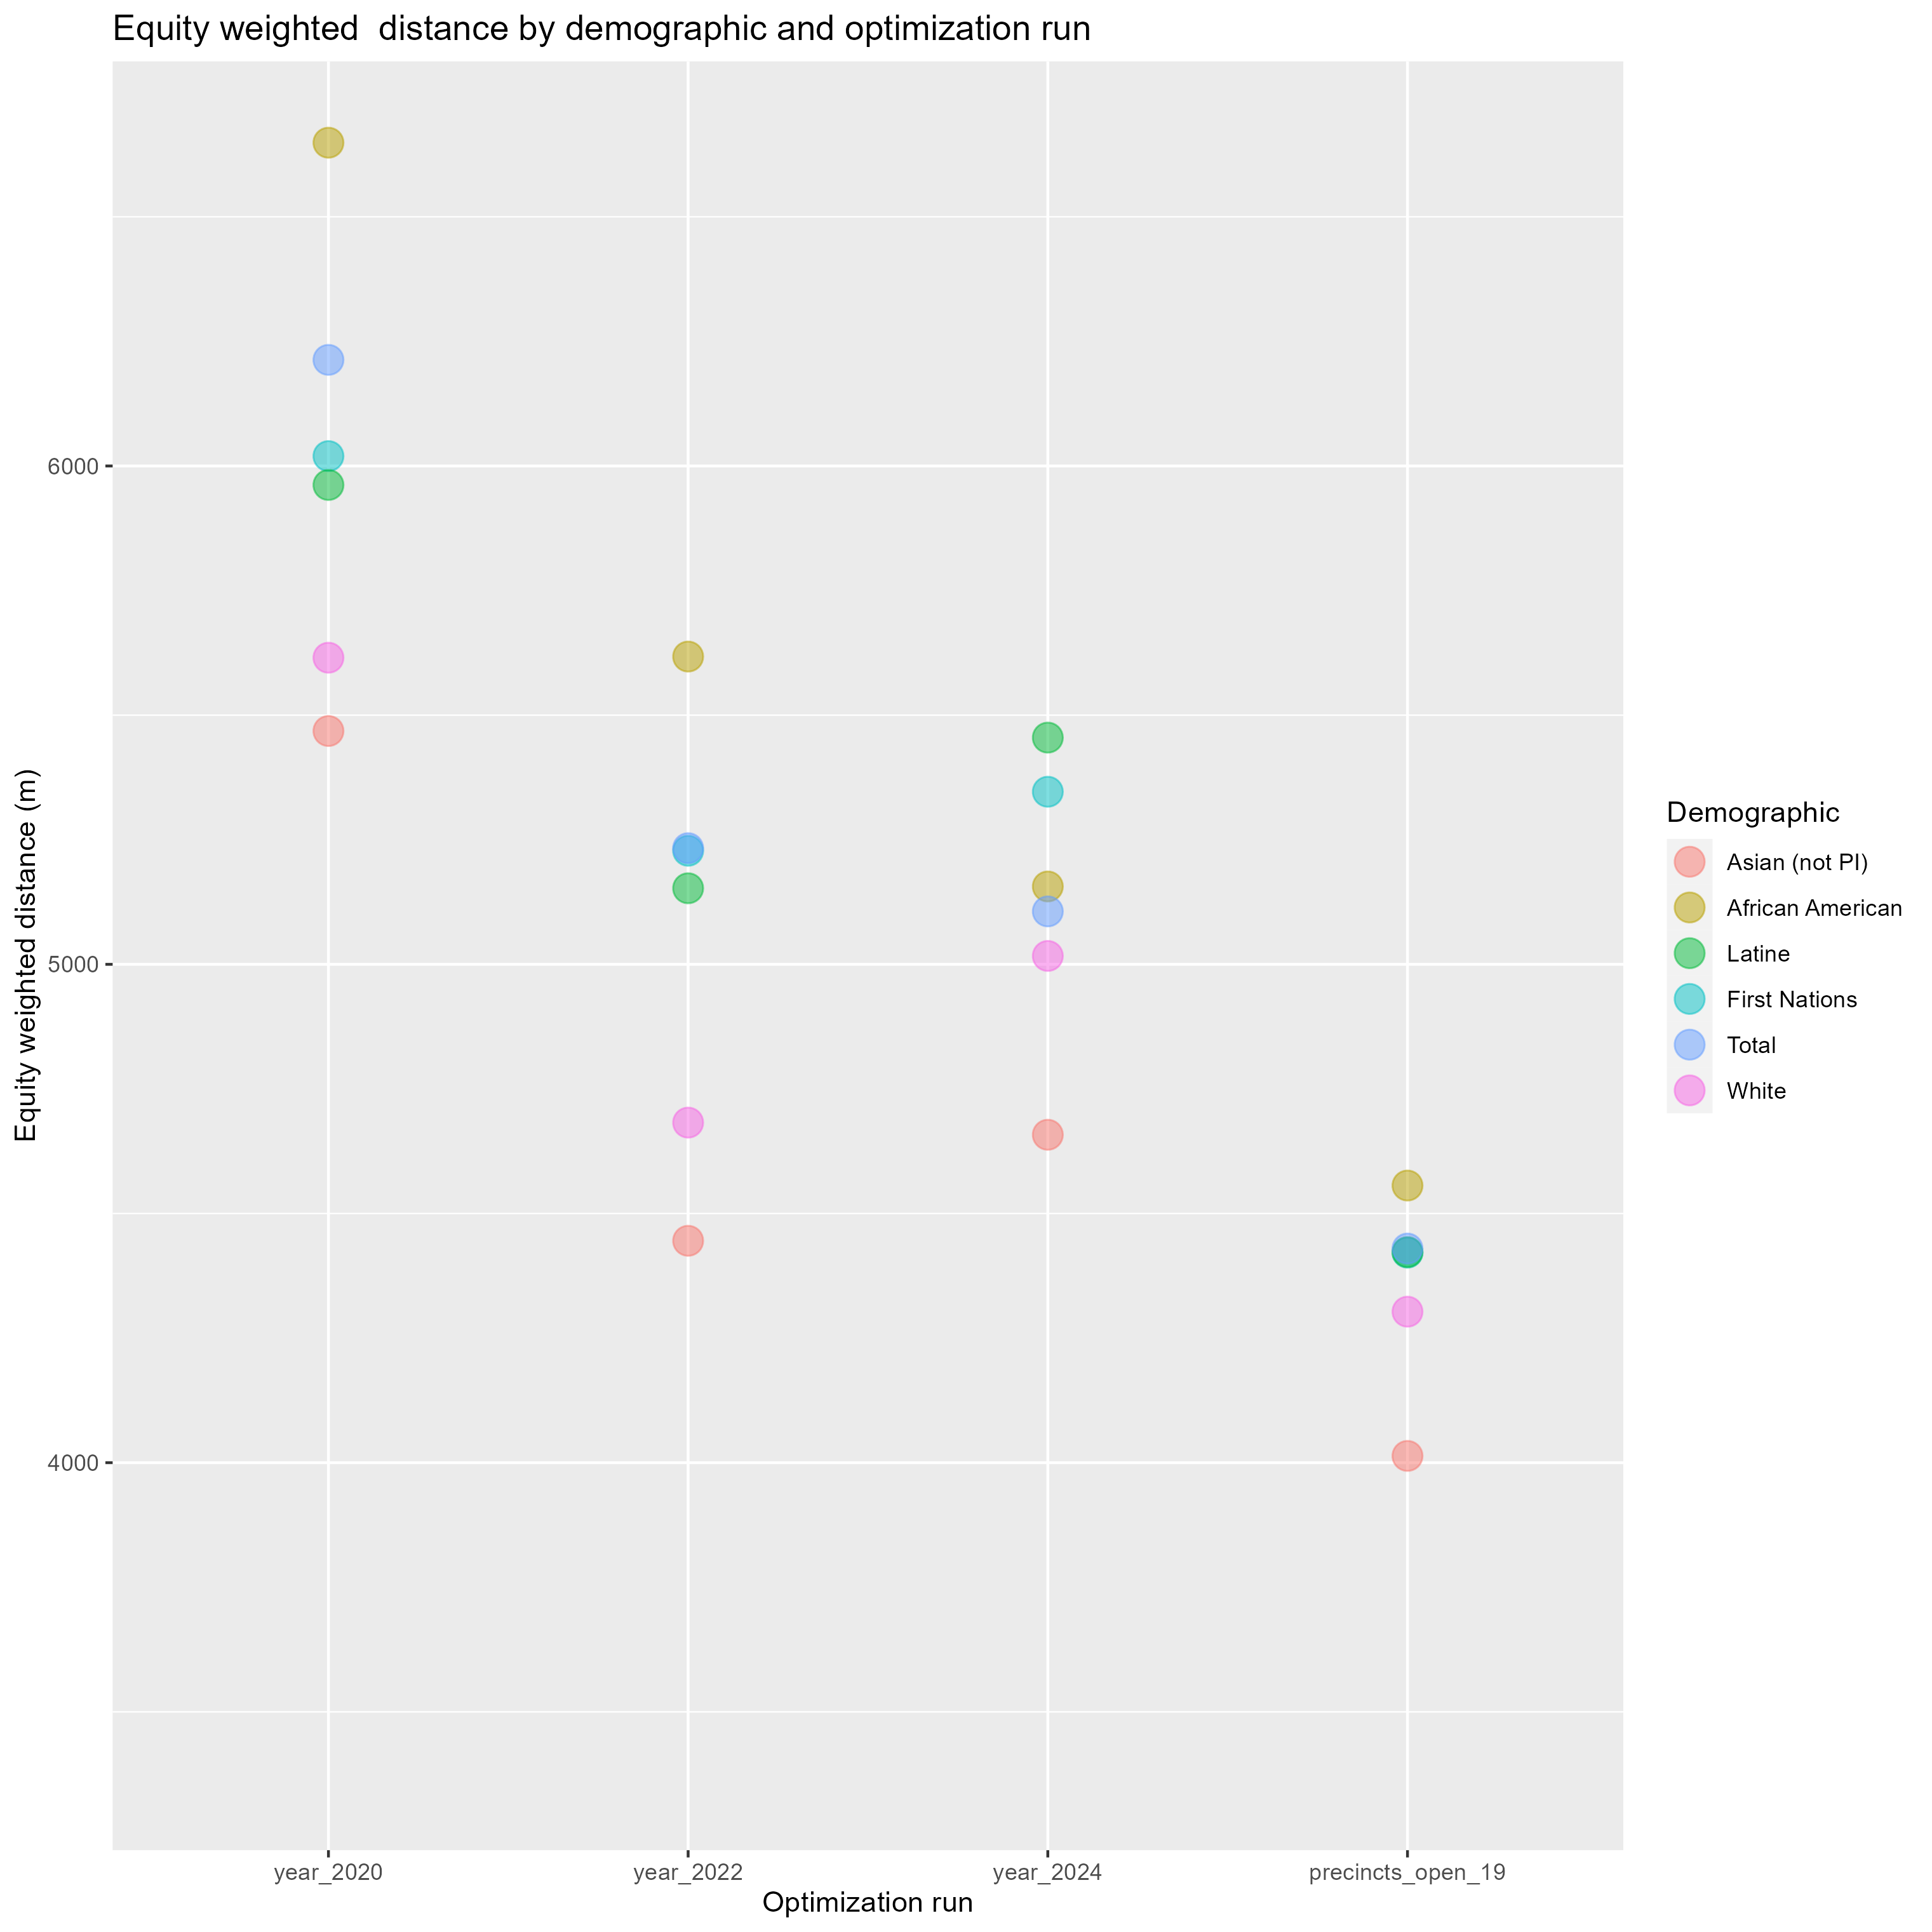 Equity weighted  distance by demographic and optimization run
Equity weighted distance (m)
6000
5000
4000
year_2020
year_2022
year_2024
precincts_open_19
Optimization run
Demographic
Asian (not PI)
African American
Latine
First Nations
Total
White